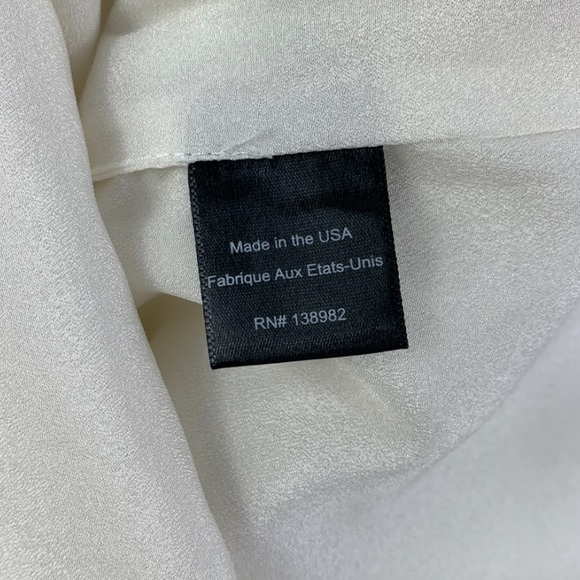 Made in the USA
Fabrique Aux Etats-Unis
RN# 138982